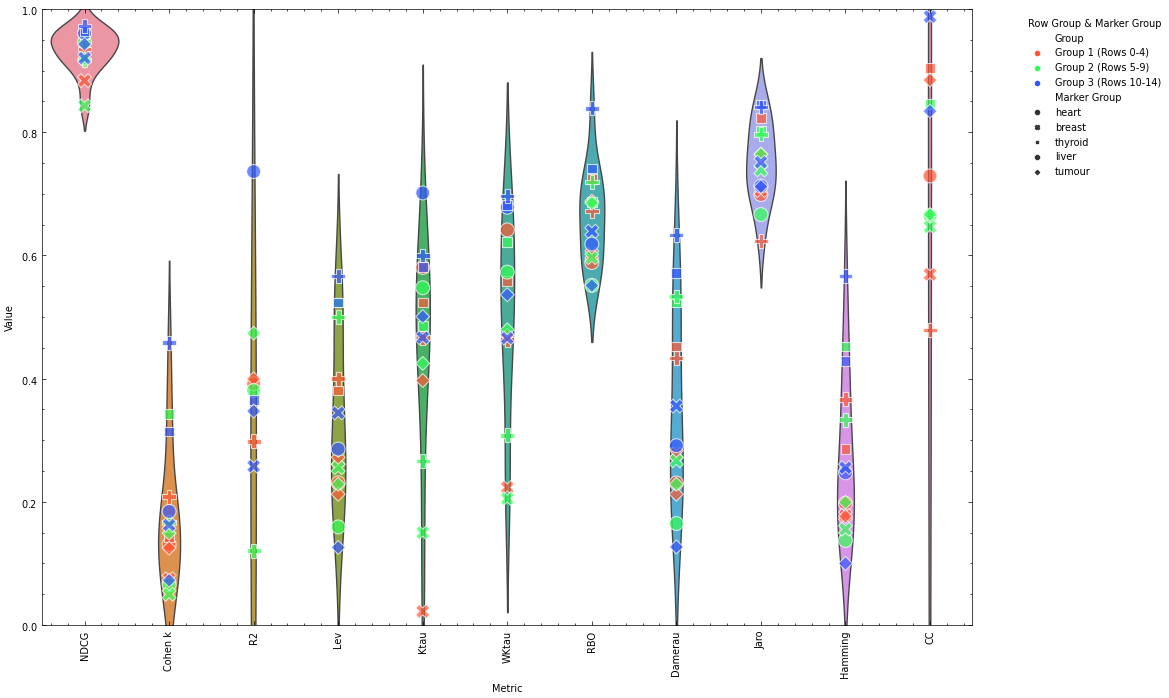 Row Group & Marker Group
Group
Group 1 (Rows 0-4)
Group 2 (Rows 5-9)
Group 3 (Rows 10-14)
Marker Group
heart
breast
thyroid
liver
tumour
1.0
0.8
0.6
0.4
0.2
0.0
Value
NDCG
Cohen k
R2
Lev
Ktau
WKtau
RBO
Damerau
Jaro
Hamming
CC
Metric